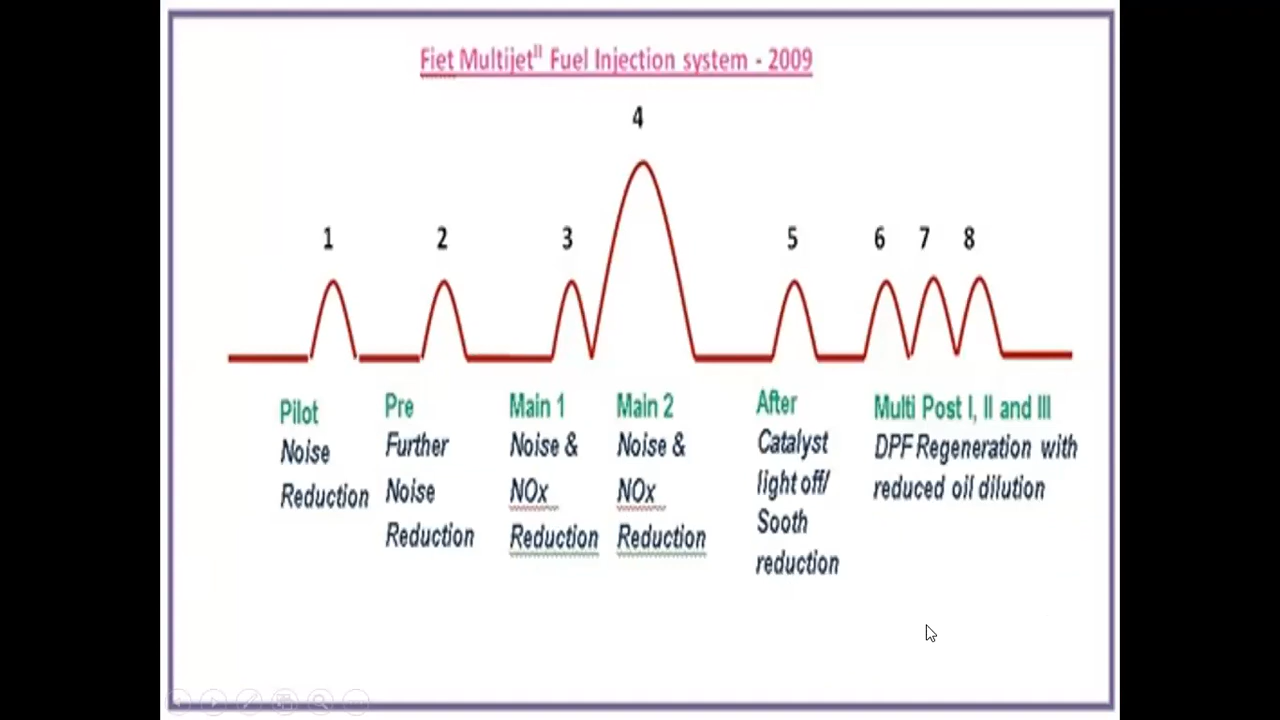 Fiet Multijet^II Fuel Injection system - 2009
4
1 2 3 5 6 7 8
Pilot
Noise
Reduction
Pre
Further
Noise
Reduction
Main 1
Noise &
NOx
Reduction
Main 2
Noise &
NOx
Reduction
After
Catalyst
light off/
Sooth
reduction
Multi Post I, II and III
DPF Regeneration with
reduced oil dilution